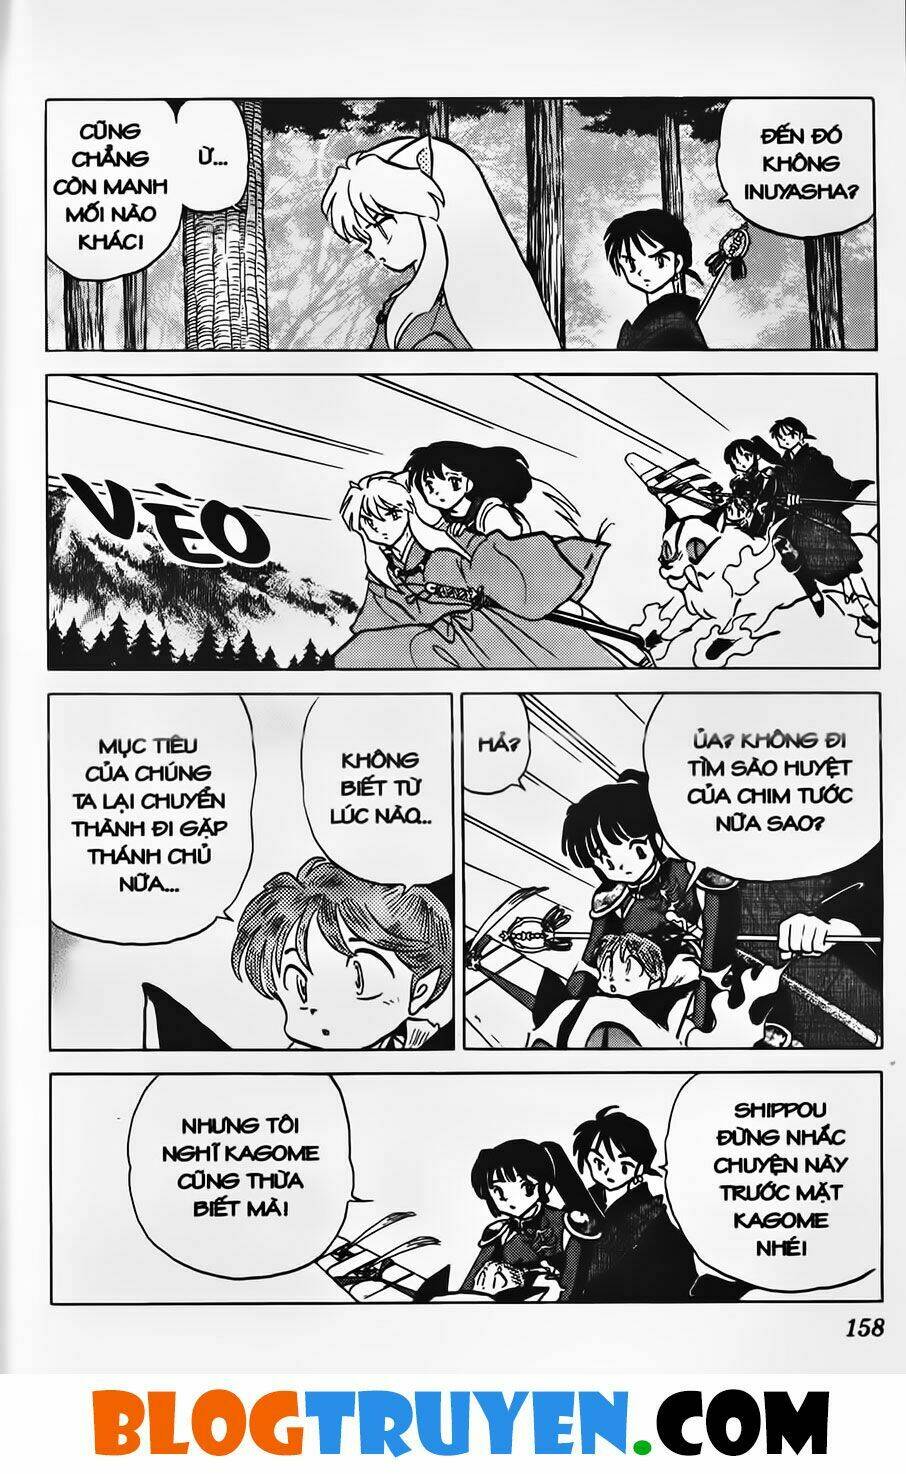 ĐẾN ĐÓ
KHÔNG
INUYASHA?
Ừ...
CŨNG
CHẲNG
CÒN MANH
MỐI NÀO
KHÁC!
VÈO
ỦA? KHÔNG ĐI
TÌM SÀO HUYỆT
CỦA CHIM TƯỚC
NỮA SAO?
HẢ?
KHÔNG
BIẾT TỪ
LÚC NÀO...
MỤC TIÊU
CỦA CHÚNG
TA LẠI CHUYỂN
THÀNH ĐI GẶP
THÁNH CHỦ
NỮA...
SHIPPOU
ĐỪNG NHẮC
CHUYỆN NÀY
TRƯỚC MẶT
KAGOME
NHÉ!
NHƯNG TÔI
NGHĨ KAGOME
CŨNG THỪA
BIẾT MÀ!
158
BLOGTRUYEN.COM